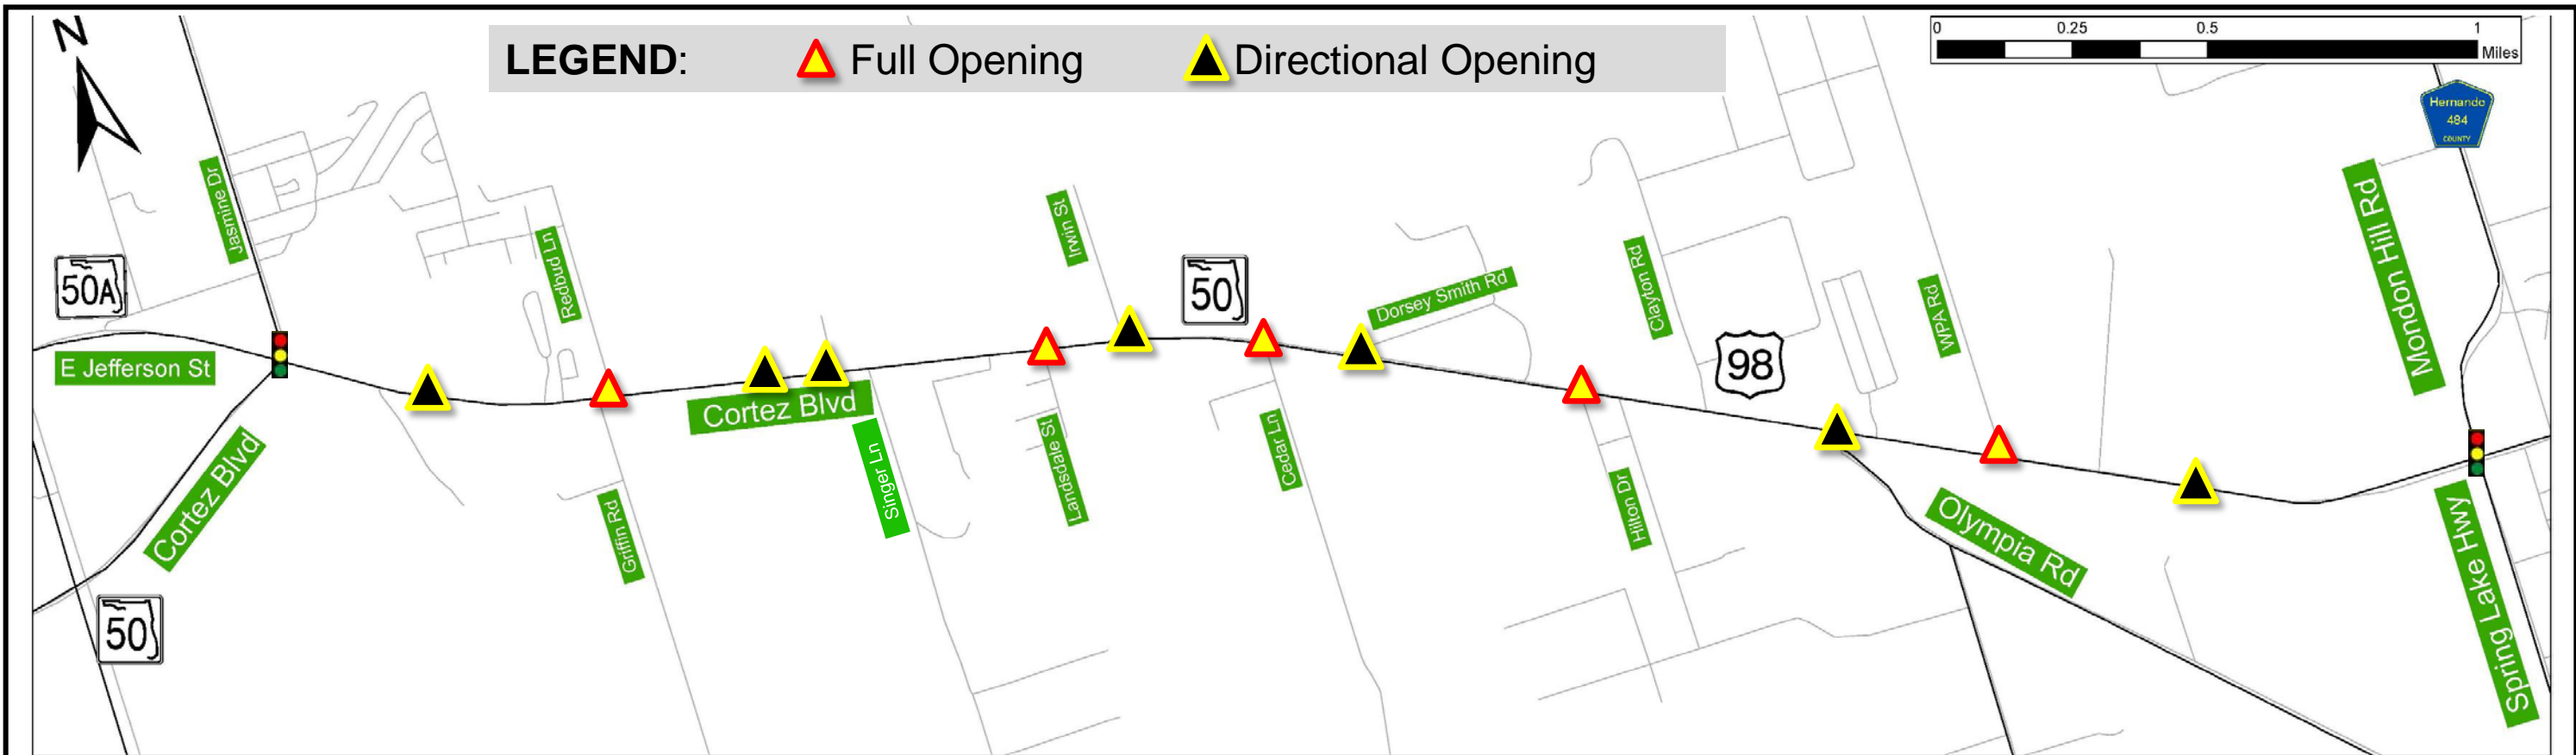 N
LEGEND: Full Opening Directional Opening
0 0.25 0.5 1
Miles
Hernando
484
COUNTY
Jasmine Dr
50A
E Jefferson St
Cortez Blvd
50
Redbud Ln
Griffin Rd
Cortez Blvd
Singer Ln
Irwin St
Landsdale St
50
Cedar Ln
Dorsey Smith Rd
Clayton Rd
Hilton Dr
98
WPA Rd
Olympia Rd
Mondon Hill Rd
Spring Lake Hwy